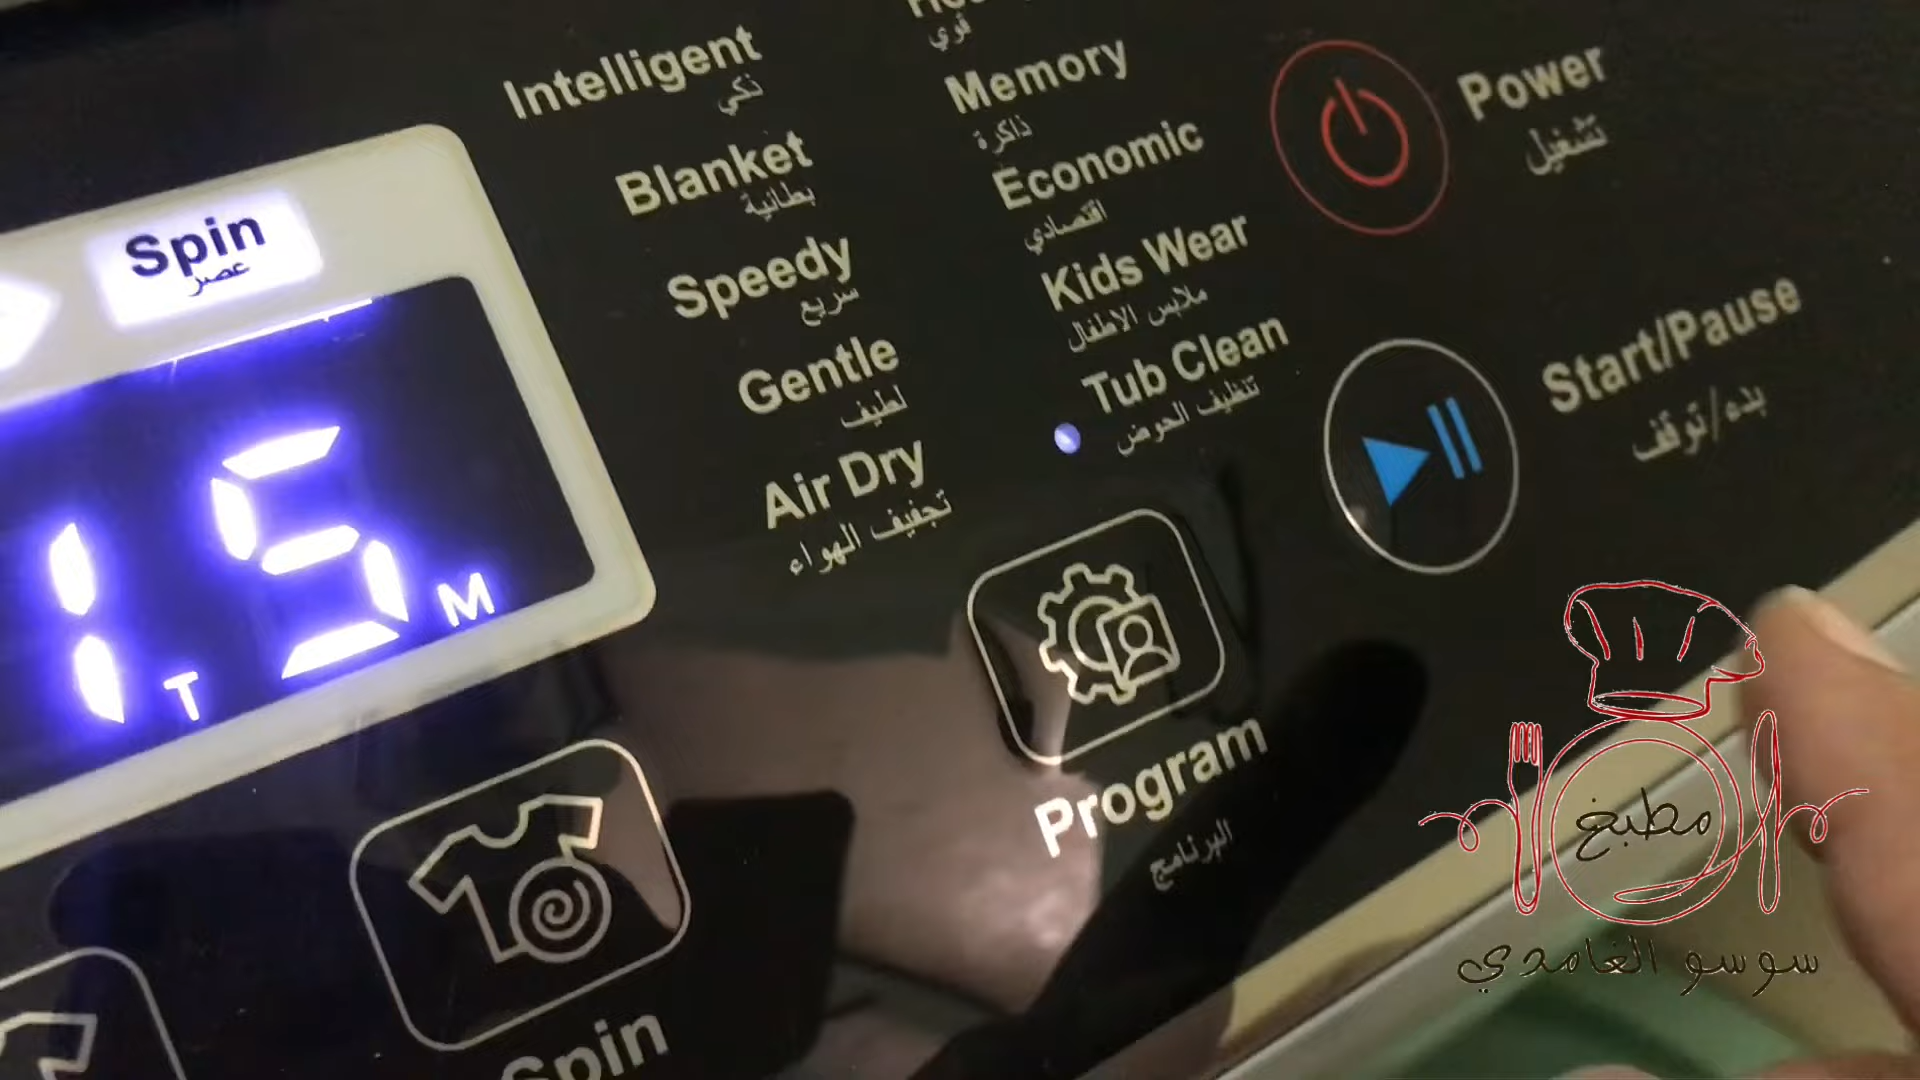 Intelligent
ذكي
Blanket
بطانية
Speedy
سريع
Gentle
لطيف
Air Dry
تجفيف الهواء
قوي
Memory
ذاكرة
Economic
اقتصادي
Kids Wear
ملابس الاطفال
Tub Clean
تنظيف الحوض
Power
تشغيل
Start/Pause
بدء/توقف
Spin
عصر
1 5
T M
Program
البرنامج
Spin
مطبخ
سوسو الغامدي